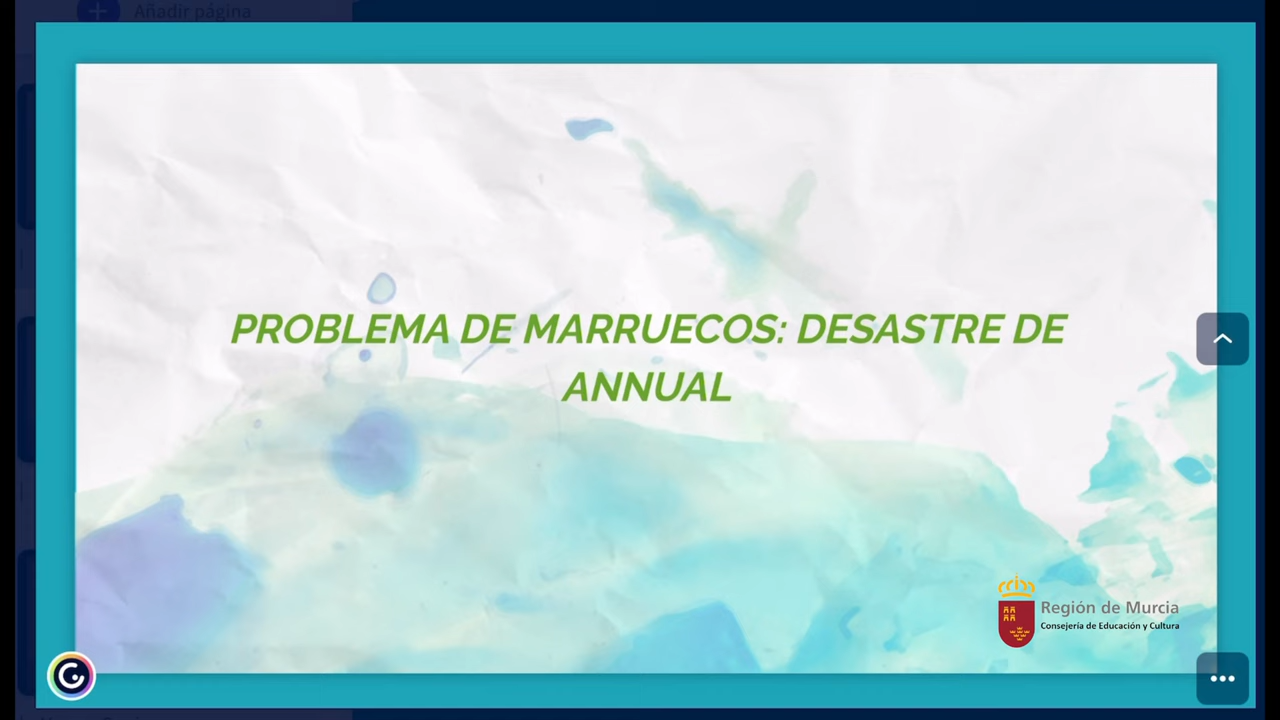 Añadir página
PROBLEMA DE MARRUECOS: DESASTRE DE
ANNUAL
Región de Murcia
Consejería de Educación y Cultura